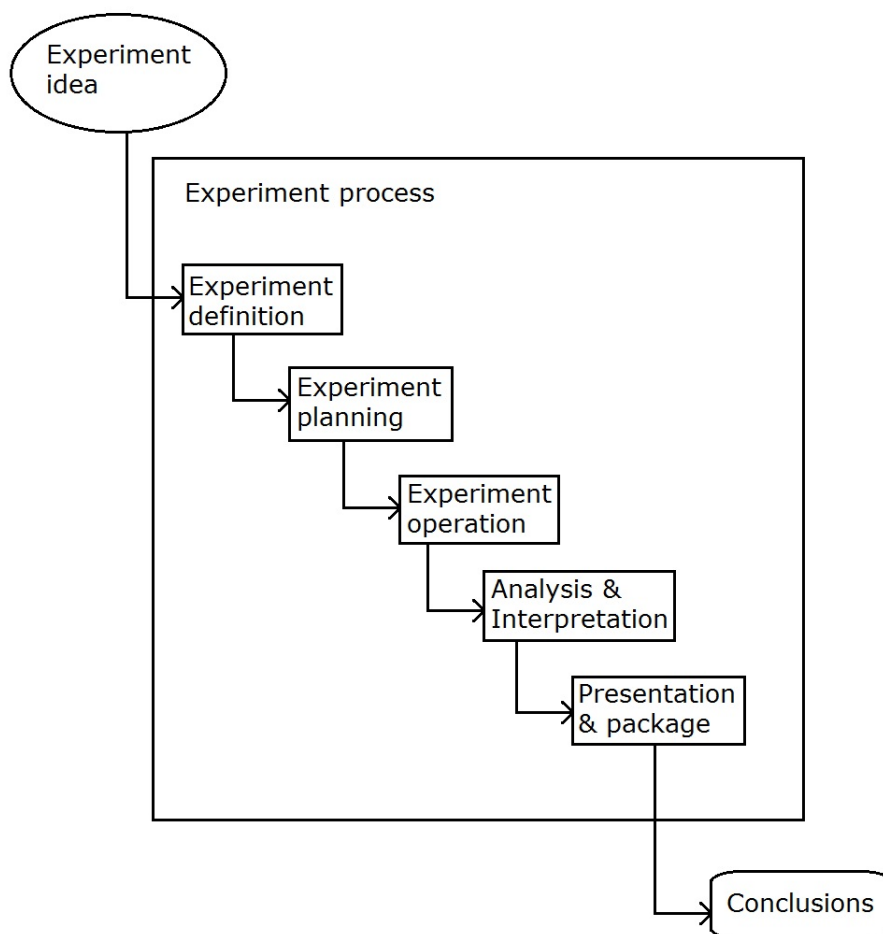 Experiment
idea
Experiment process
Experiment
definition
Experiment
planning
Experiment
operation
Analysis &
Interpretation
Presentation
& package
Conclusions